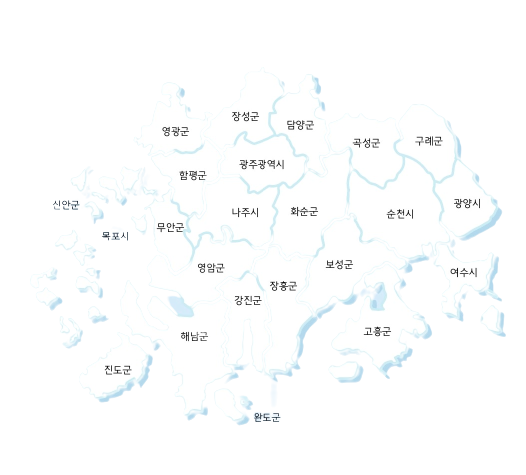 장성군
담양군
영광군
구례군
곡성군
광주광역시
함평군
신안군
광양시
나주시
화순군
순천시
무안군
목포시
보성군
영암군
여수시
장흥군
강진군
고흥군
해남군
진도군
완도군